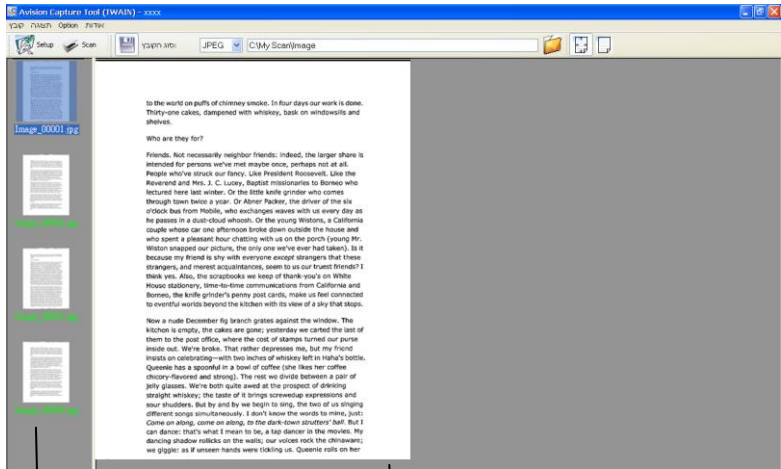 Avision Capture Tool (TWAIN) - xxxx
קובץ תצוגה Option אודות
Setup Scan סוג הקובץ: JPEG C:\My Scan\Image
Image_00001.jpg
to the world on puffs of chimney smoke. In four days our work is done.
Thirty-one cakes, dampened with whiskey, bask on windowsills and
shelves.
Who are they for?
Friends. Not necessarily neighbor friends: indeed, the larger share is
intended for persons we've met maybe once, perhaps not at all.
People who've struck our fancy. Like President Roosevelt. Like the
Reverend and Mrs. J. C. Lucey, Baptist missionaries to Borneo who
lectured here last winter. Or the little knife grinder who comes
through town twice a year. Or Abner Packer, the driver of the six
o'clock bus from Mobile, who exchanges waves with us every day as
he passes in a dust-cloud whoosh. Or the young Wistons, a California
couple whose car one afternoon broke down outside the house and
who spent a pleasant hour chatting with us on the porch (young Mr.
Wiston snapped our picture, the only one we've ever had taken). Is it
because my friend is shy with everyone except strangers that these
strangers, and merest acquaintances, seem to us our truest friends? I
think yes. Also, the scrapbooks we keep of thank-you's on White
House stationery, time-to-time communications from California and
Borneo, the knife grinder's penny post cards, make us feel connected
to eventful worlds beyond the kitchen with its view of a sky that stops.
Now a nude December fig branch grates against the window. The
kitchen is empty, the cakes are gone; yesterday we carted the last of
them to the post office, where the cost of stamps turned our purse
inside out. We're broke. That rather depresses me, but my friend
insists on celebrating—with two inches of whiskey left in Haha's bottle.
Queenie has a spoonful in a bowl of coffee (she likes her coffee
chicory-flavored and strong). The rest we divide between a pair of
jelly glasses. We're both quite awed at the prospect of drinking
straight whiskey; the taste of it brings screwedup expressions and
sour shudders. But by and by we begin to sing, the two of us singing
different songs simultaneously. I don't know the words to mine, just:
Come on along, come on along, to the dark-town strutters' ball. But I
can dance: that's what I mean to be, a tap dancer in the movies. My
dancing shadow rollicks on the walls; our voices rock the chinaware;
we giggle: as if unseen hands were tickling us. Queenie rolls on her